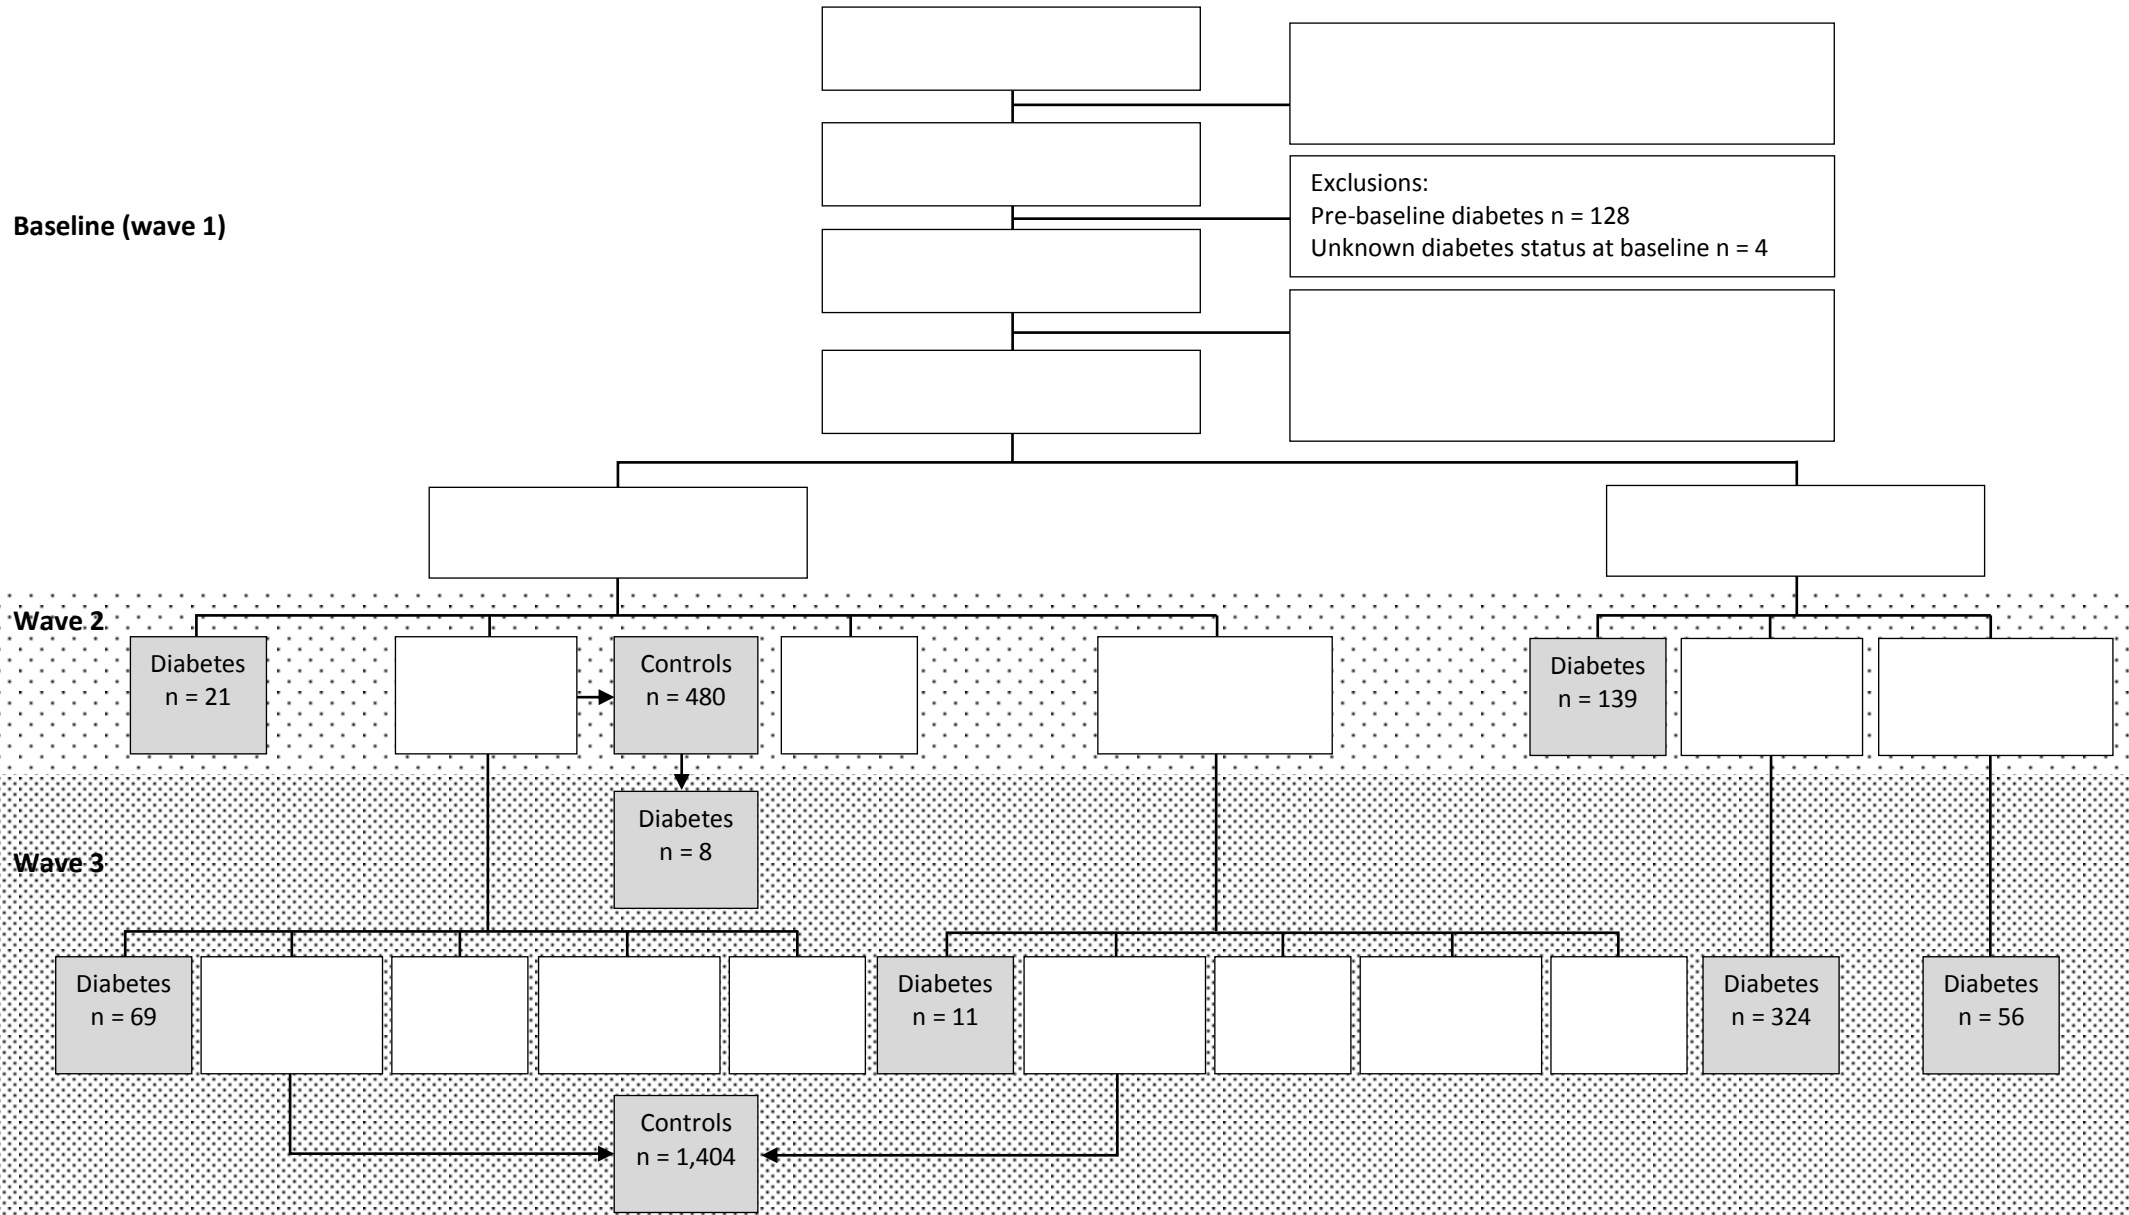 Exclusions:
Pre-baseline diabetes n = 128
Unknown diabetes status at baseline n = 4
Baseline (wave 1)
Wave 2
Diabetes
n = 21
Controls
n = 480
Diabetes
n = 139
Diabetes
n = 8
Wave 3
Diabetes
n = 69
Diabetes
n = 11
Diabetes
n = 324
Diabetes
n = 56
Controls
n = 1,404